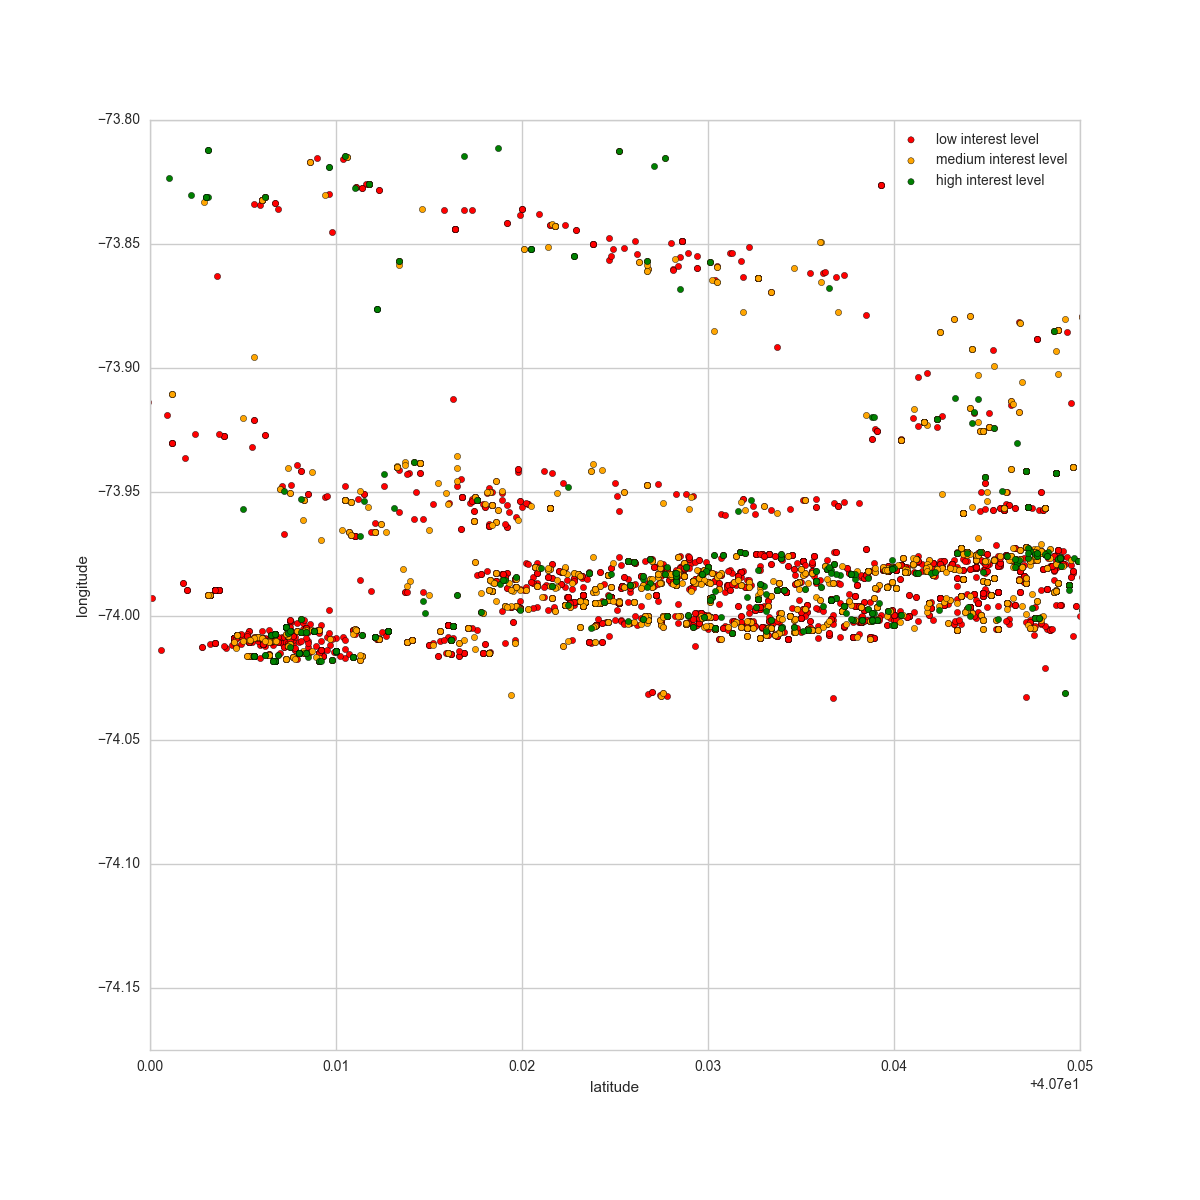 −73.80
low interest level
medium interest level
high interest level
−73.85
−73.90
−73.95
−74.00
−74.05
−74.10
−74.15
longitude
0.00 0.01 0.02 0.03 0.04 0.05
latitude
+4.07e1